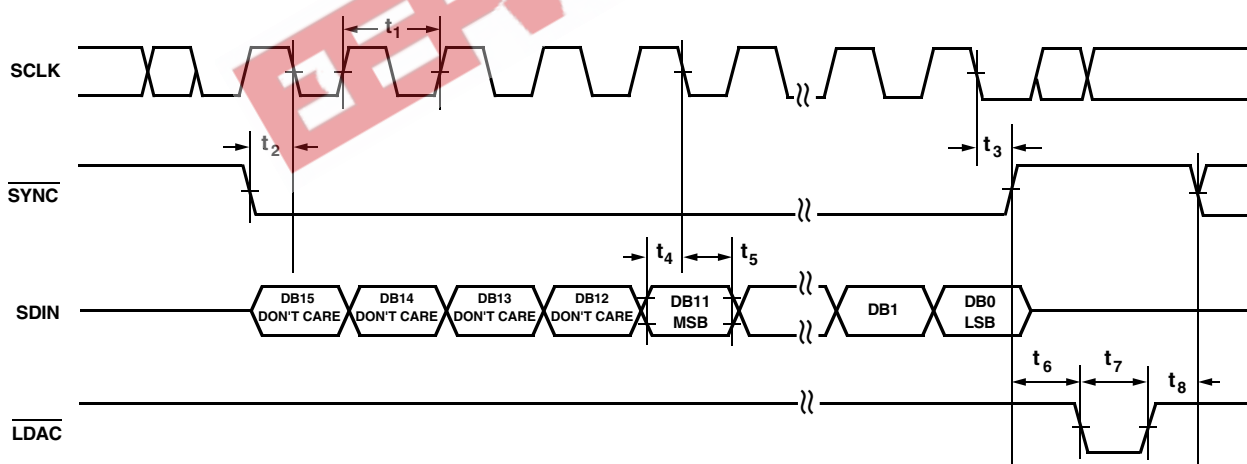 t1
SCLK
t2
t3
SYNC
t4
t5
DB15
DON'T CARE
DB14
DON'T CARE
DB13
DON'T CARE
DB12
DON'T CARE
DB11
MSB
DB1
DB0
LSB
SDIN
t6
t7
t8
LDAC